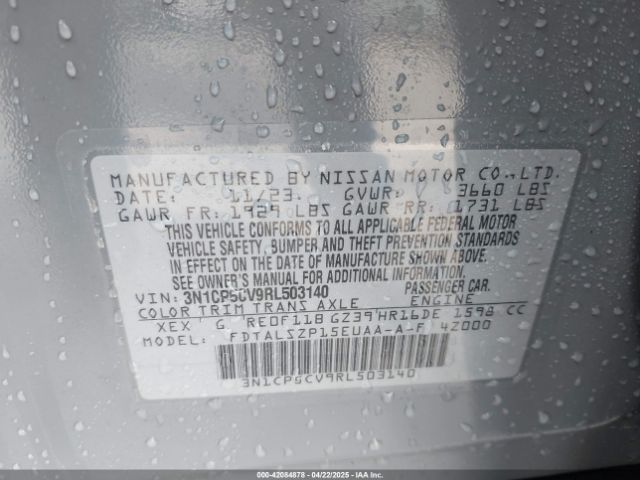 MANUFACTURED BY NISSAN MOTOR CO.,LTD.
DATE: 11/23. GVWR: 3660 LBS
GAWR FR: 1929 LBS GAWR RR: 1731 LBS
THIS VEHICLE CONFORMS TO ALL APPLICABLE FEDERAL MOTOR
VEHICLE SAFETY, BUMPER AND THEFT PREVENTION STANDARDS
IN EFFECT ON THE DATE OF MANUFACTURE SHOWN ABOVE.
SEE OWNER'S MANUAL FOR ADDITIONAL INFORMATION
VIN: 3N1CP5CV9RL503140 PASSENGER CAR.
COLOR TRIM TRANS AXLE ENGINE
XEX G RE0F11B GZ39 HR16DE 1598 CC
MODEL: FDTALSZP15EUAA-A-F 4Z000
3N1CP5CV9RL503140
000-42084878 - 04/22/2025 - IAAI.COM